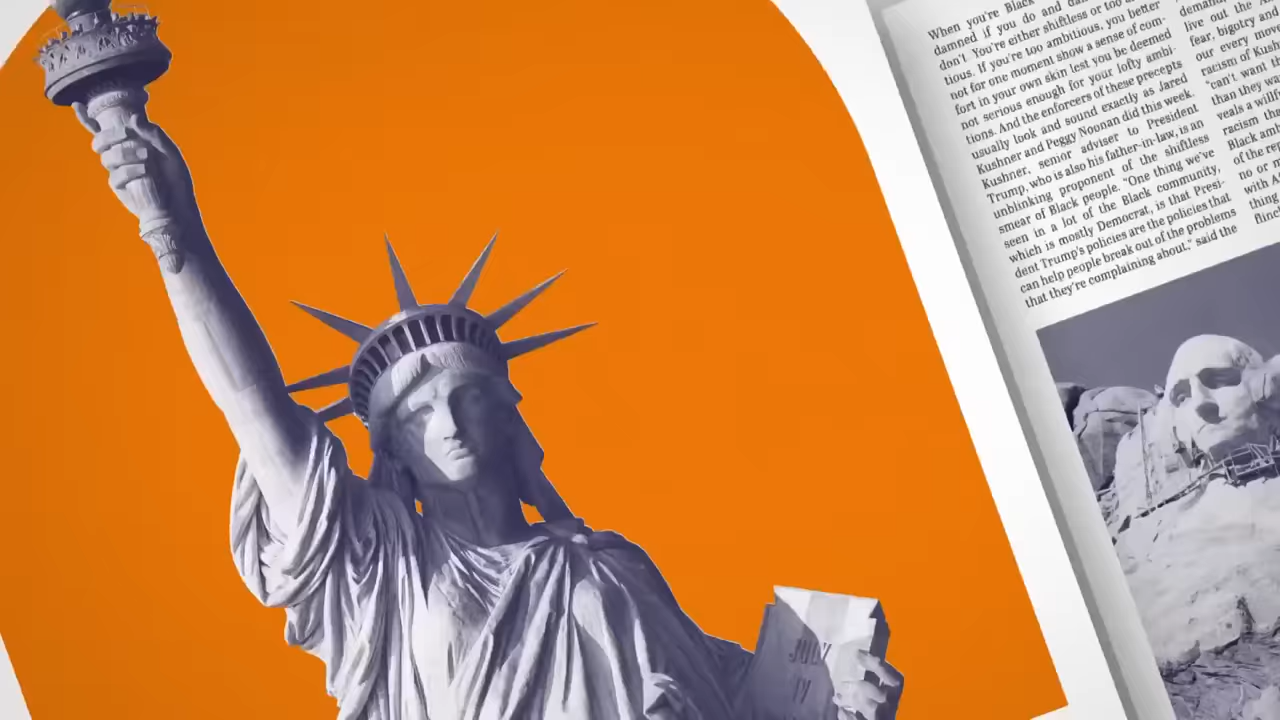 When you're Black
damned if you do and
don't. You're either shiftless or too
tious. If you're too ambitious, you better
not for one moment show a sense of com-
fort in your own skin lest you be deemed
not serious enough for your lofty ambi-
tions. And the enforcers of these precepts
usually look and sound exactly as Jared
Kushner and Peggy Noonan did this week.
Kushner, senior adviser to President
Trump, who is also his father-in-law, is an
unblinking proponent of the shiftless
smear of Black people. "One thing we've
seen in a lot of the Black community,
which is mostly Democrat, is that Presi-
dent Trump's policies are the policies that
can help people break out of the problems
that they're complaining about," said the
live out the
fear, bigotry and
our every move
racism of Kush
"can't want th
than they wa
veals a willf
racism tha
Black amb
of the rep
no or m
with A
thing
flinc
JULY
IV